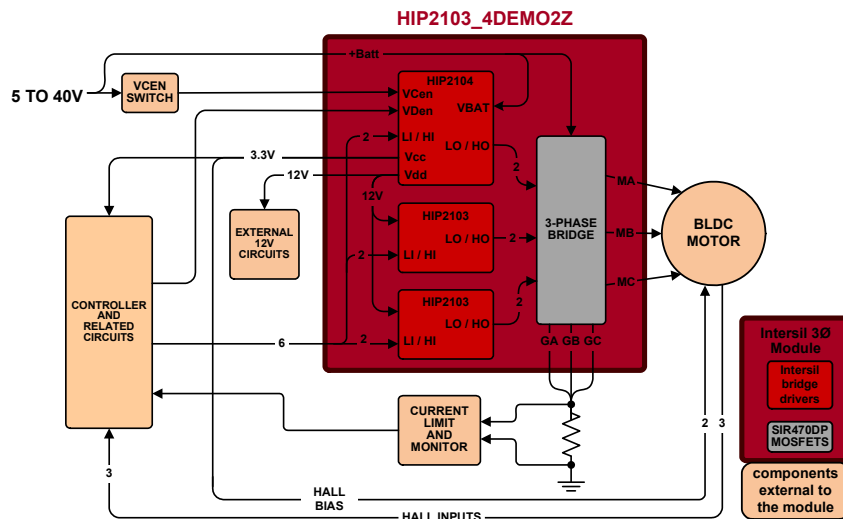 HIP2103_4DEMO2Z
+Batt
5 TO 40V
VCEN
SWITCH
HIP2104
VCen
VDen
VBAT
LI / HI
LO / HO
Vcc
Vdd
2
2
3.3V
12V
12V
EXTERNAL
12V
CIRCUITS
HIP2103
LO / HO
LI / HI
2
2
HIP2103
LO / HO
LI / HI
2
2
6
3-PHASE
BRIDGE
MA
MB
MC
BLDC
MOTOR
CONTROLLER
AND
RELATED
CIRCUITS
GA GB GC
CURRENT
LIMIT
AND
MONITOR
2
3
3
HALL
BIAS
HALL INPUTS
Intersil 3Ø
Module
Intersil
bridge
drivers
SIR470DP
MOSFETS
components
external to
the module